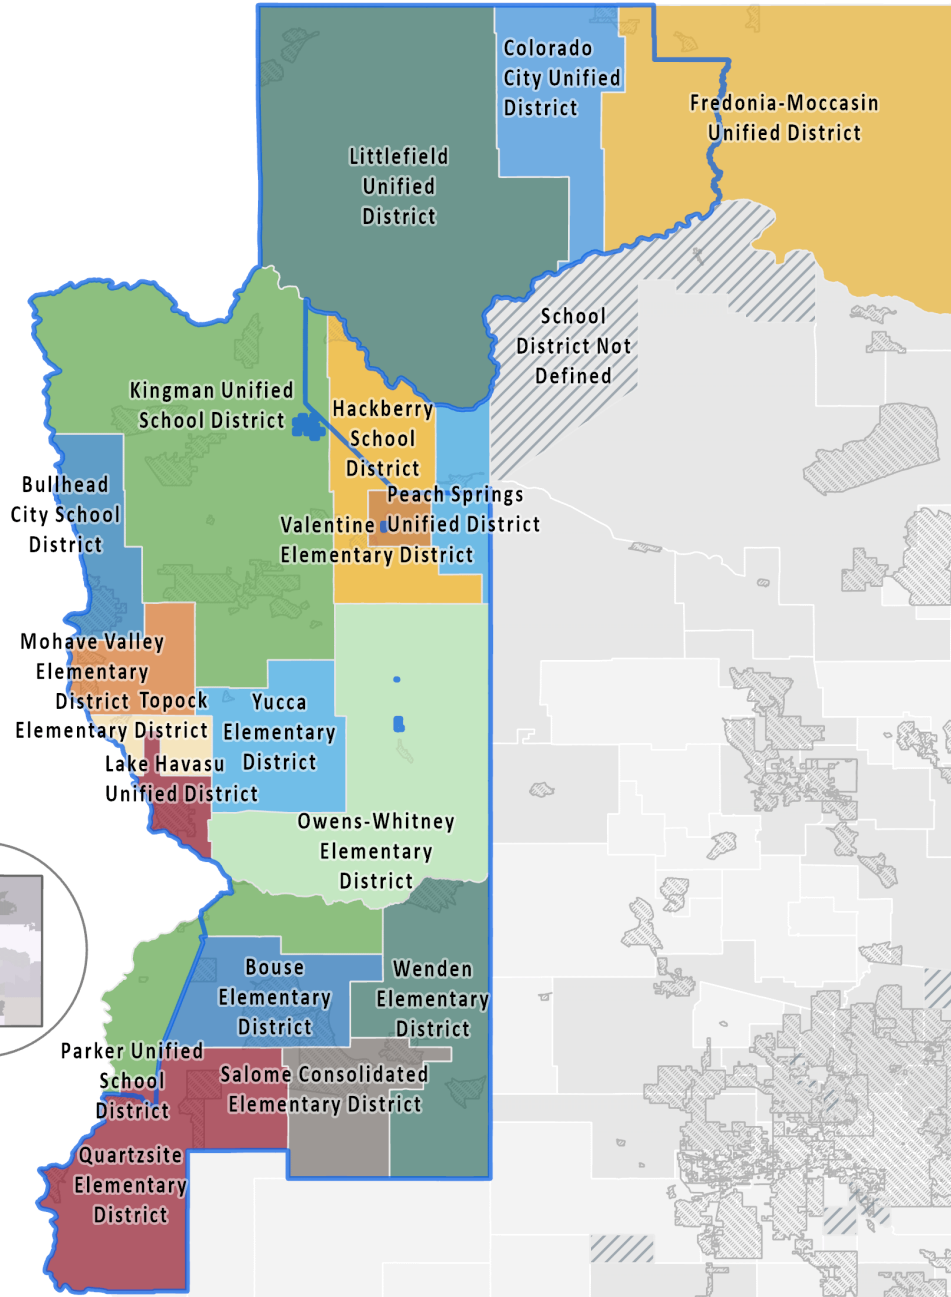 Colorado
City Unified
District
Fredonia-Moccasin
Unified District
Littlefield
Unified
District
School
District Not
Defined
Kingman Unified
School District
Hackberry
School
District
Bullhead
City School
District
Peach Springs
Unified District
Valentine
Elementary District
Mohave Valley
Elementary
District
Topock
Elementary District
Yucca
Elementary
District
Lake Havasu
Unified District
Owens-Whitney
Elementary
District
Bouse
Elementary
District
Wenden
Elementary
District
Parker Unified
School
District
Salome Consolidated
Elementary District
Quartzsite
Elementary
District